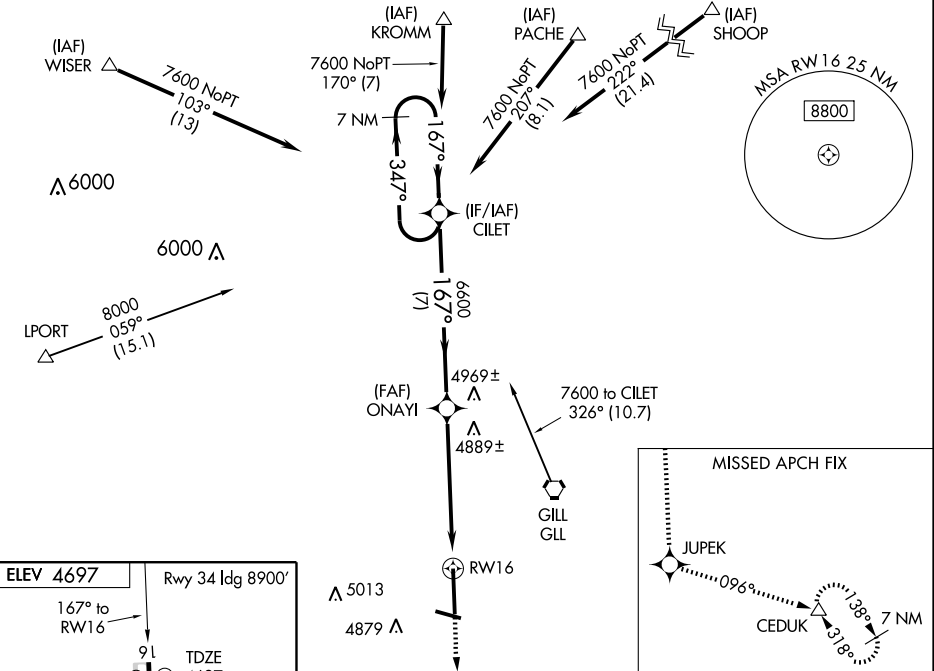 (IAF)
KROMM
(IAF)
PACHE
(IAF)
SHOOP
(IAF)
WISER
7600 NoPT
103°
(13)
7600 NoPT
170° (7)
7600 NoPT
207°
(8.1)
7600 NoPT
222°
(21.4)
MSA RW16 25 NM
8800
7 NM
167°
347°
6000
6000
(IF/IAF)
CILET
6600
167°
(7)
8000
059°
(15.1)
LPORT
(FAF)
ONAYI
4969±
4889±
7600 to CILET
326° (10.7)
GILL
GLL
MISSED APCH FIX
JUPEK
096°
CEDUK
138°
318°
7 NM
RW16
5013
4879
ELEV 4697
Rwy 34 ldg 8900'
167° to
RW16
16
TDZE